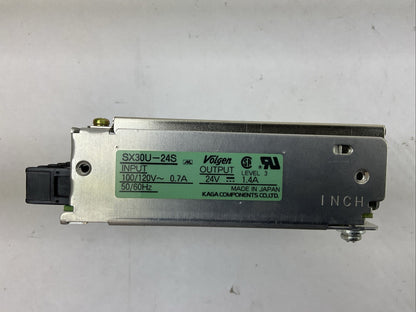 SX30U-24S
Volgen
INPUT
OUTPUT
LEVEL 3
100/120V~ 0.7A
24V ⎓ 1.4A
50/60Hz
MADE IN JAPAN
KAGA COMPONENTS CO.,LTD.
INCH